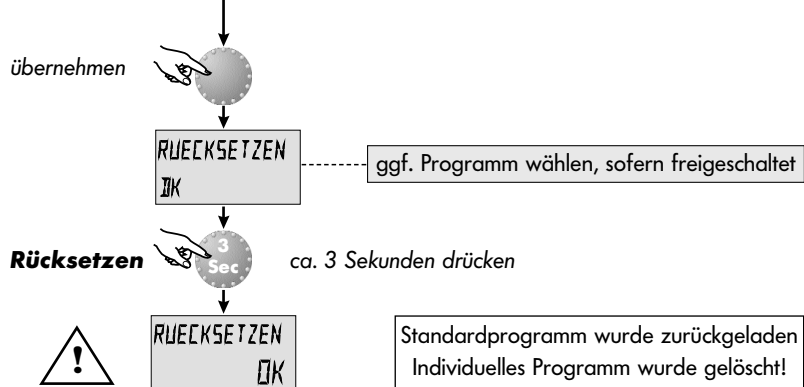 übernehmen
RUECKSETZEN
DK
ggf. Programm wählen, sofern freigeschaltet
Rücksetzen
3
Sec
ca. 3 Sekunden drücken
!
RUECKSETZEN
OK
Standardprogramm wurde zurückgeladen
Individuelles Programm wurde gelöscht!